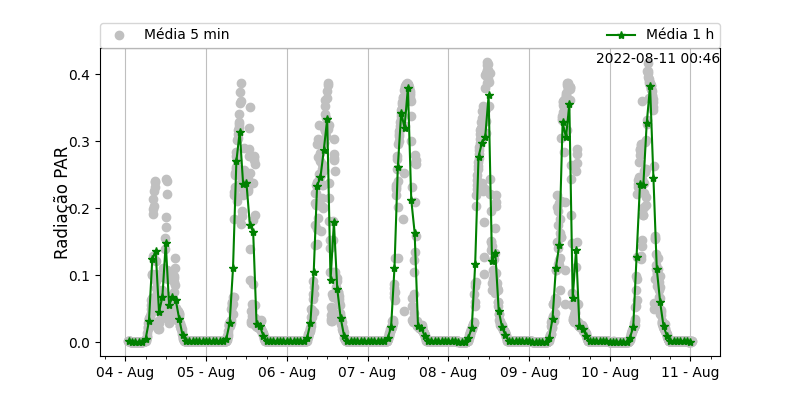 Média 5 min
Média 1 h
2022-08-11 00:46
Radiação PAR
0.4
0.3
0.2
0.1
0.0
04 - Aug
05 - Aug
06 - Aug
07 - Aug
08 - Aug
09 - Aug
10 - Aug
11 - Aug